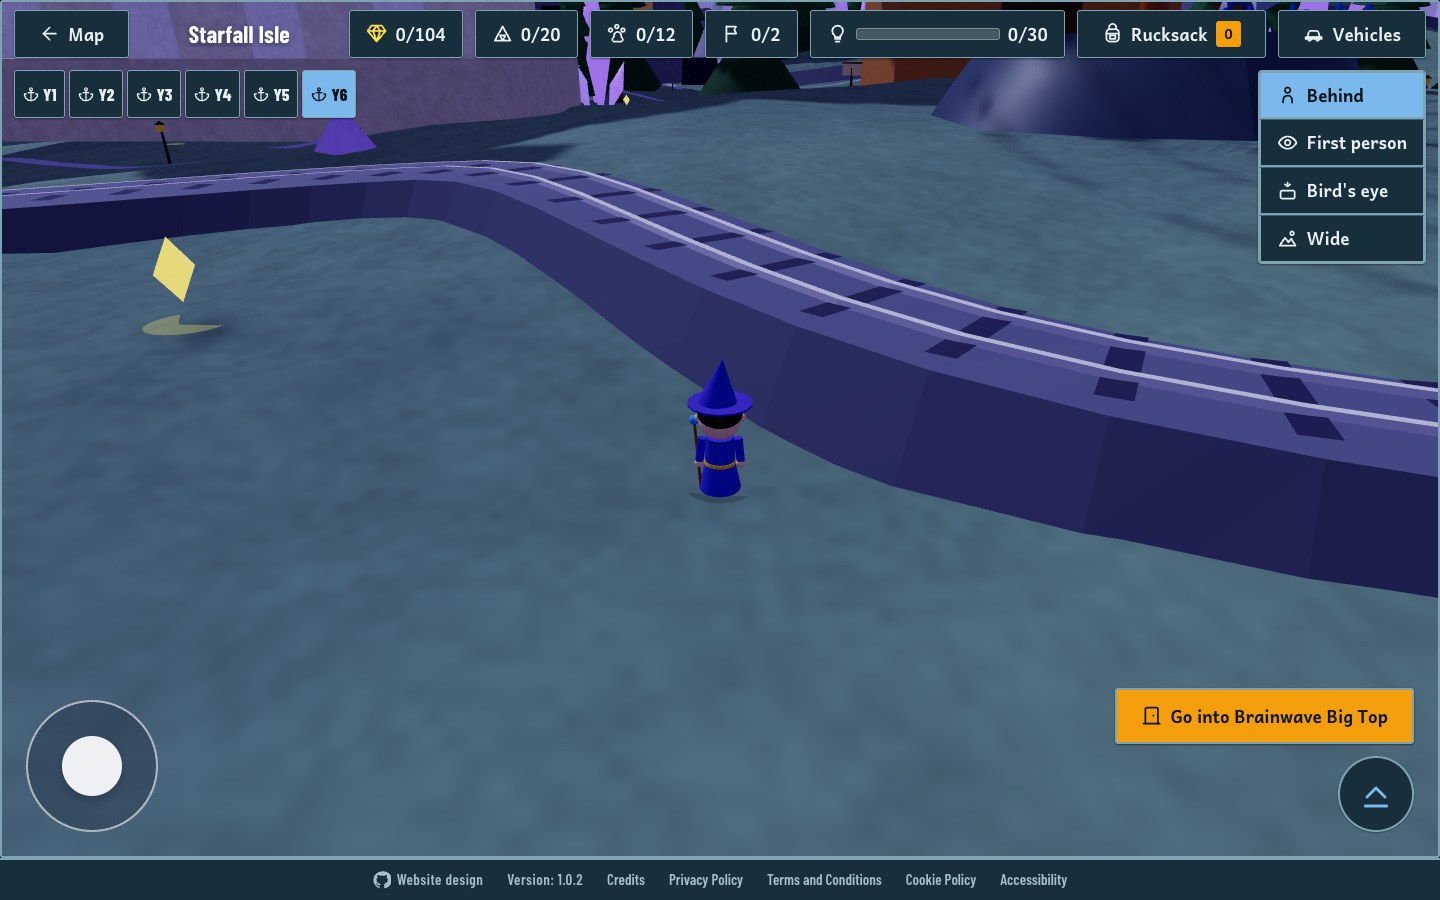 Map
Starfall Isle
0/104
0/20
0/12
0/2
0/30
Rucksack 0
Vehicles
Y1
Y2
Y3
Y4
Y5
Y6
Behind
First person
Bird's eye
Wide
Go into Brainwave Big Top
Website design
Version: 1.0.2
Credits
Privacy Policy
Terms and Conditions
Cookie Policy
Accessibility